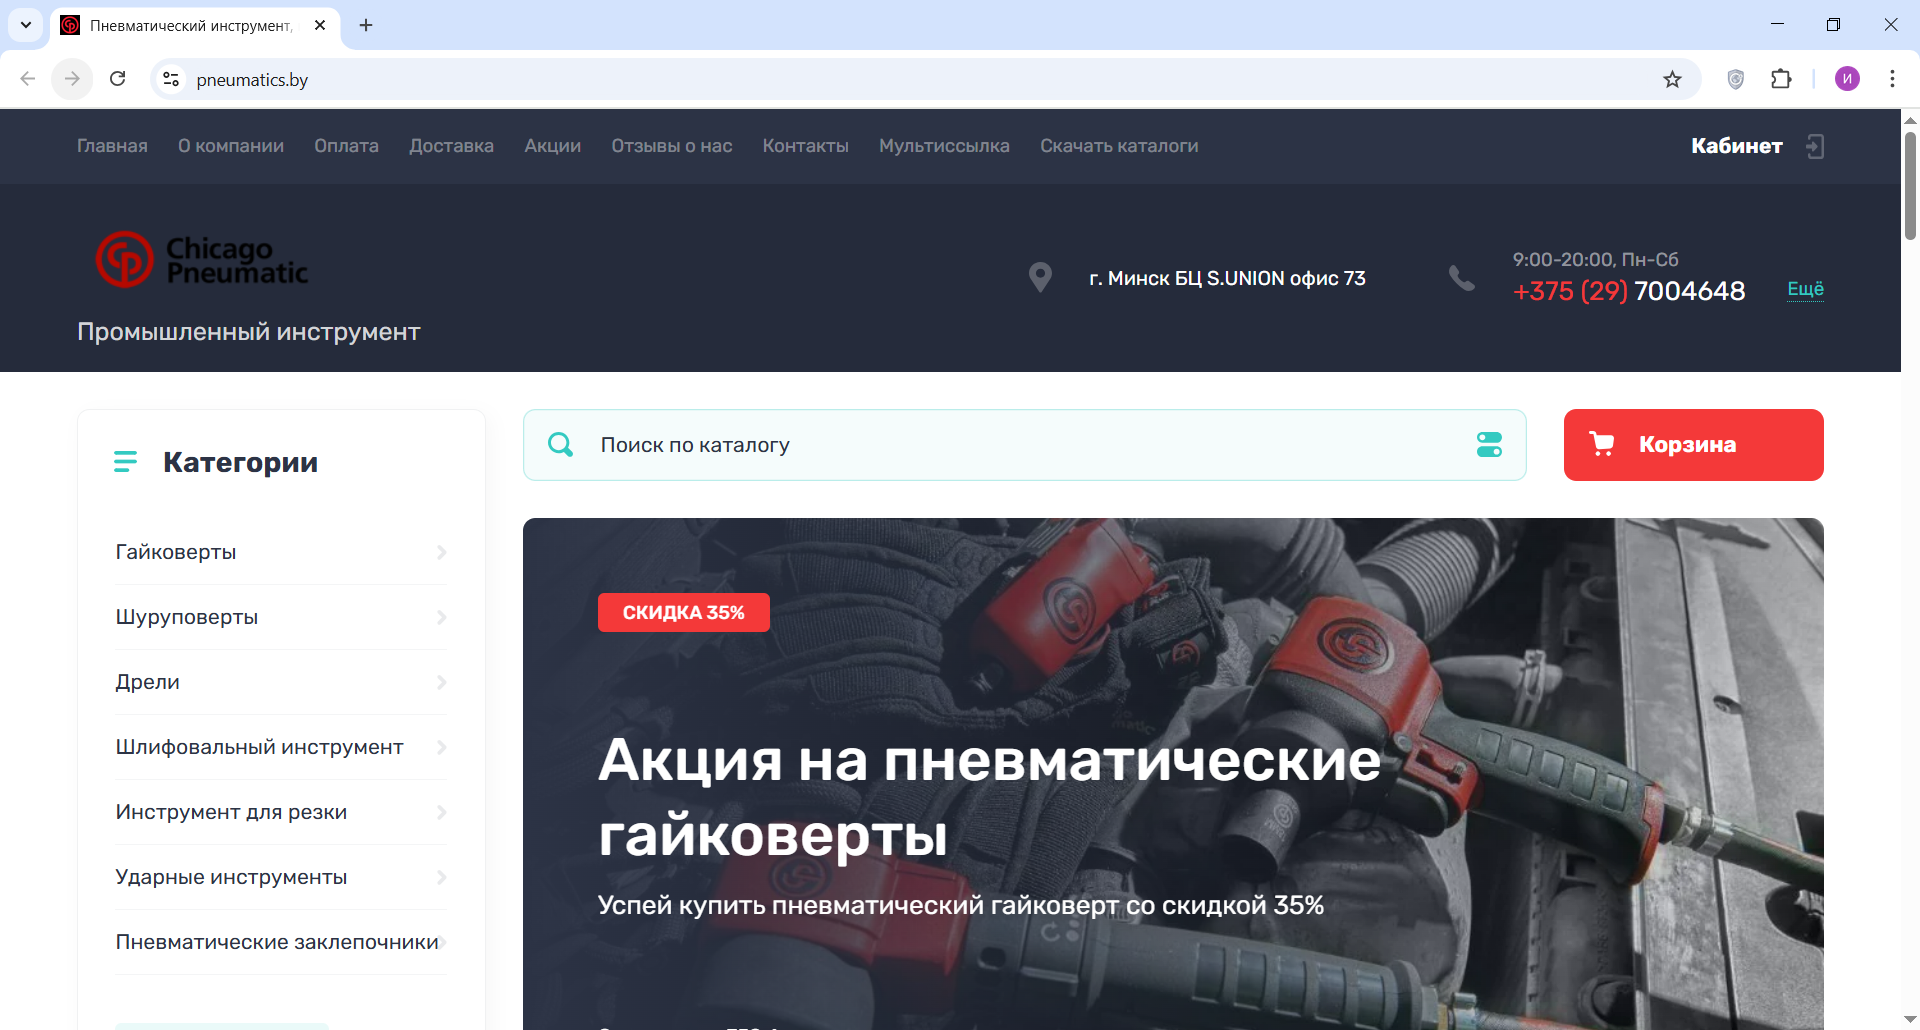 Пневматический инструмент,
pneumatics.by
И
Главная О компании Оплата Доставка Акции Отзывы о нас Контакты Мультиссылка Скачать каталоги Кабинет
Chicago
Pneumatic
Промышленный инструмент
г. Минск БЦ S.UNION офис 73
9:00-20:00, Пн-Сб
+375 (29) 7004648
Ещё
Категории
Поиск по каталогу
Корзина
Гайковерты
Шуруповерты
Дрели
Шлифовальный инструмент
Инструмент для резки
Ударные инструменты
Пневматические заклепочники
СКИДКА 35%
Акция на пневматические
гайковерты
Успей купить пневматический гайковерт со скидкой 35%